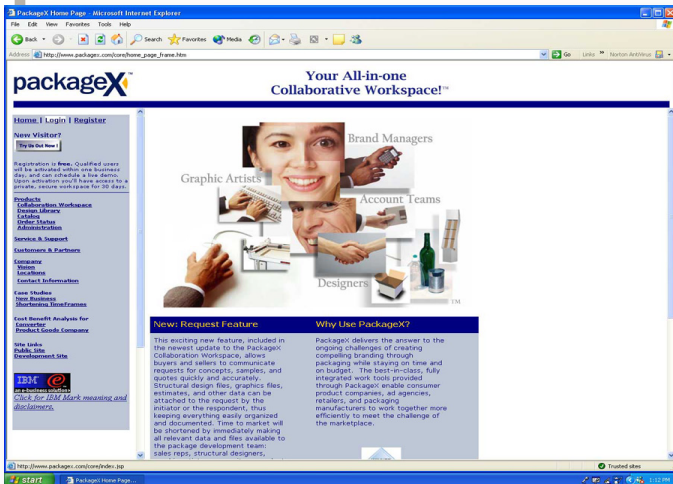 PackageX Home Page - Microsoft Internet Explorer
File Edit View Favorites Tools Help
Back Search Favorites Media
Address http://www.packagex.com/core/home_page_frame.htm Go Links Norton AntiVirus
packageX™
Your All-in-one
Collaborative Workspace!™
Home | Login | Register
New Visitor?
Try Us Out Now !
Registration is free. Qualified users
will be activated within one business
day, and can schedule a live demo.
Upon activation you'll have access to a
private, secure workspace for 30 days.
Products
Collaboration Workspace
Design Library
Catalog
Order Status
Administration
Service & Support
Customers & Partners
Company
Vision
Locations
Contact Information
Case Studies
New Business
Shortening TimeFrames
Cost Benefit Analysis for
Converter
Product Goods Company
Site Links
Public Site
Development Site
IBM e
an e-business solution
Click for IBM Mark meaning and
disclaimers.
Brand Managers
Graphic Artists
Account Teams
Designers
TM
New: Request Feature
This exciting new feature, included in
the newest update to the PackageX
Collaboration Workspace, allows
buyers and sellers to communicate
requests for concepts, samples, and
quotes quickly and accurately.
Structural design files, graphics files,
estimates, and other data can be
attached to the request by the
initiator or the respondent, thus
keeping everything easily organized
and documented. Time to market will
be shortened by immediately making
all relevant data and files available to
the package development team:
sales reps, structural designers,
Why Use PackageX?
PackageX delivers the answer to the
ongoing challenges of creating
compelling branding through
packaging while staying on time and
on budget. The best-in-class, fully
integrated work tools provided
through PackageX enable consumer
product companies, ad agencies,
retailers, and packaging
manufacturers to work together more
efficiently to meet the challenge of
the marketplace.
http://www.packagex.com/core/index.jsp
Trusted sites
start
PackageX Home Page...
1:12 PM